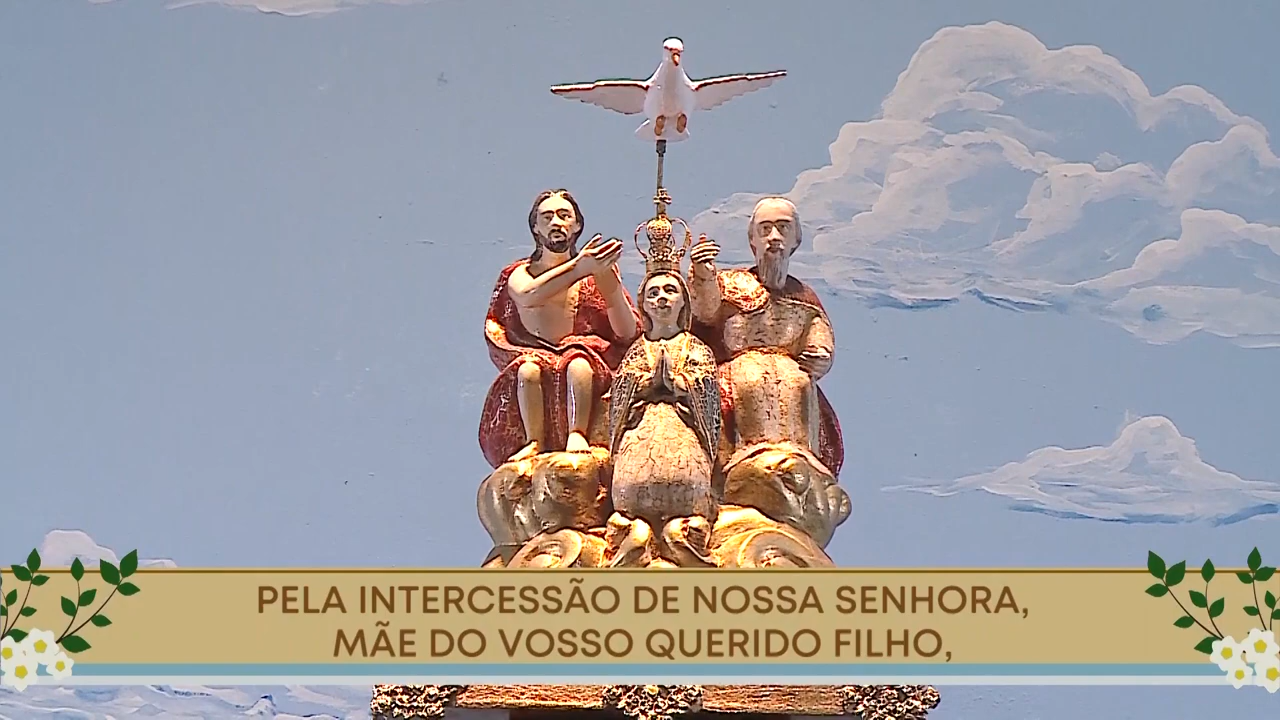 PELA INTERCESSÃO DE NOSSA SENHORA,
MÃE DO VOSSO QUERIDO FILHO,